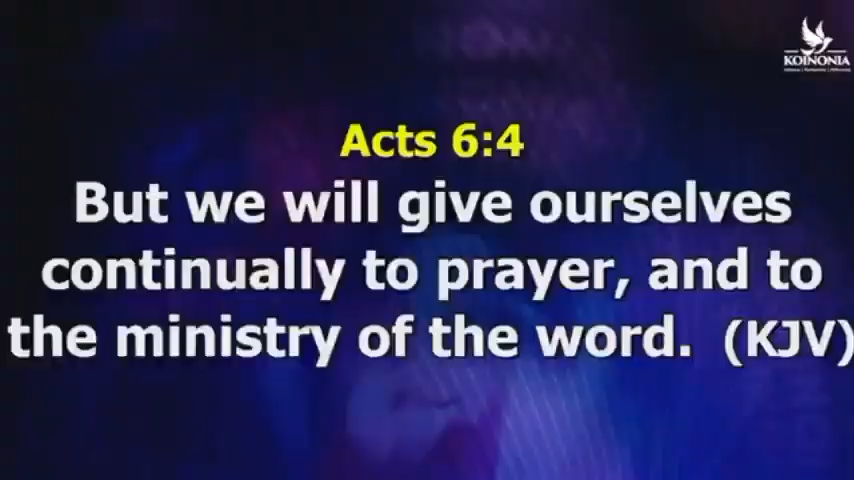 KOINONIA
Acts 6:4
But we will give ourselves
continually to prayer, and to
the ministry of the word. (KJV)